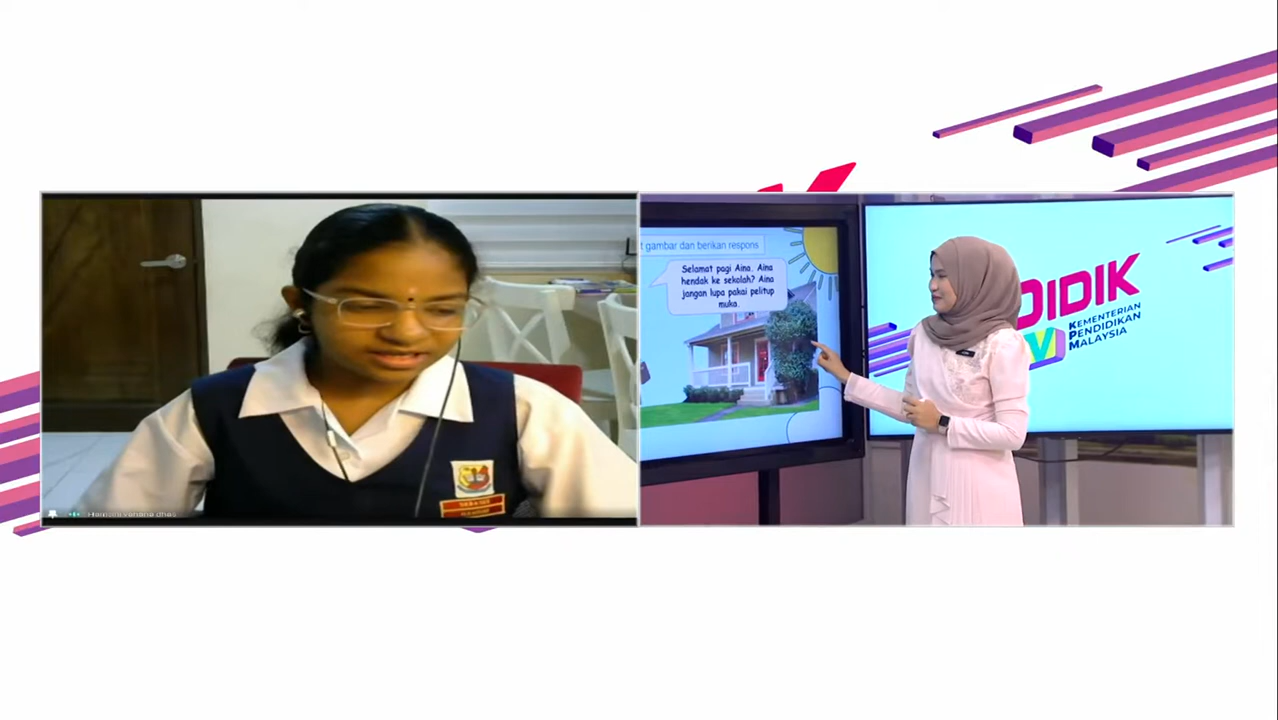 t gambar dan berikan respons
Selamat pagi Aina. Aina
hendak ke sekolah? Aina
jangan lupa pakai pelitup
muka.
DIDIK
KEMENTERIAN
PENDIDIKAN
MALAYSIA